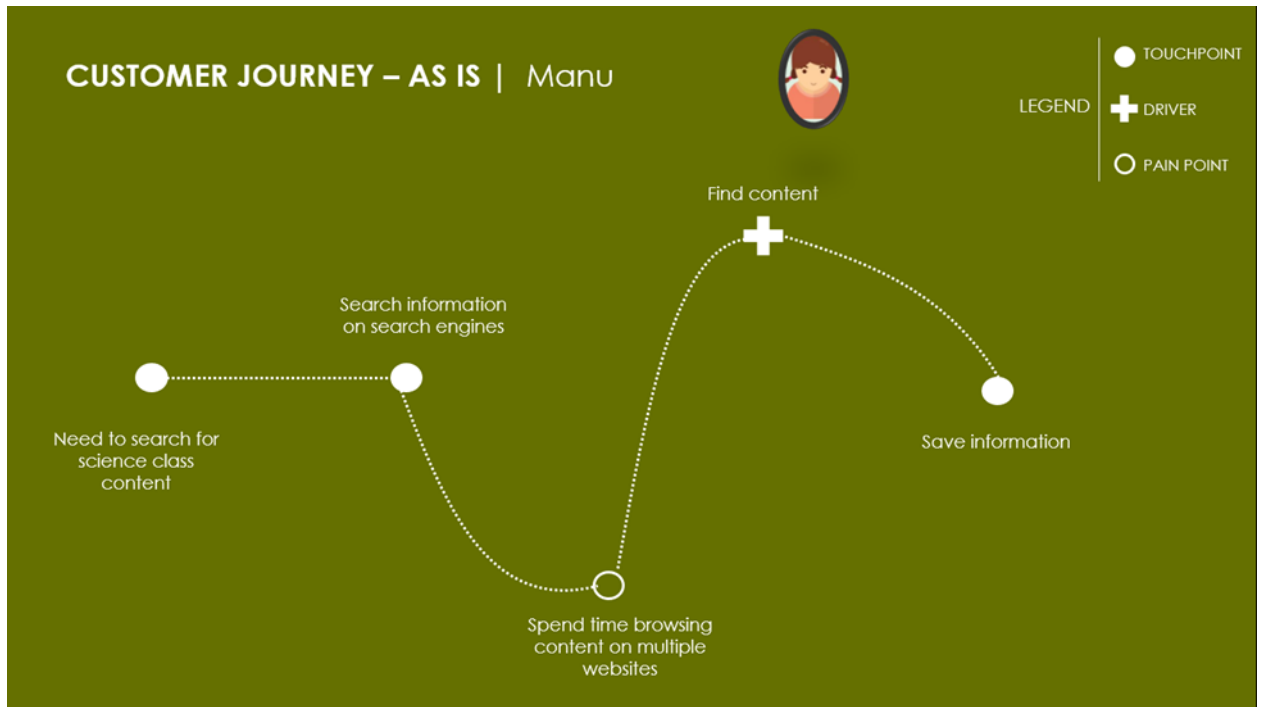 CUSTOMER JOURNEY – AS IS | Manu
LEGEND
TOUCHPOINT
DRIVER
PAIN POINT
Find content
Search information
on search engines
Need to search for
science class
content
Save information
Spend time browsing
content on multiple
websites